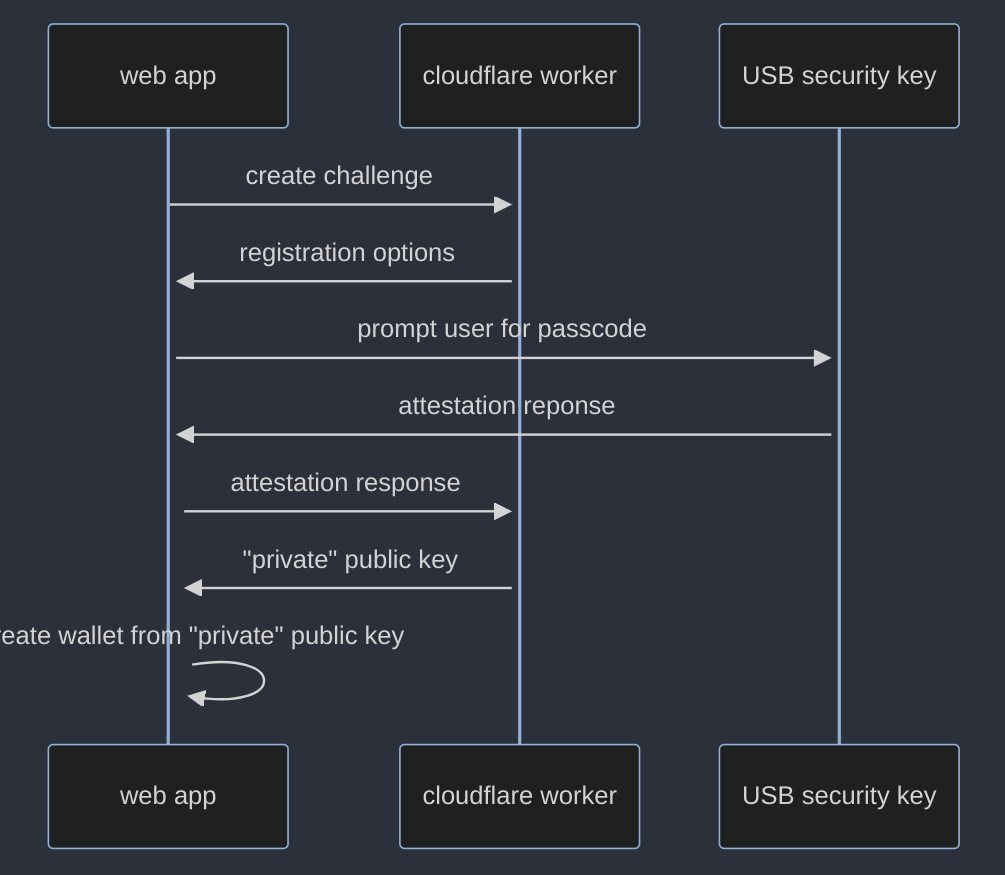 web app
cloudflare worker
USB security key
create challenge
registration options
prompt user for passcode
attestation reponse
attestation response
"private" public key
reate wallet from "private" public key
web app
cloudflare worker
USB security key